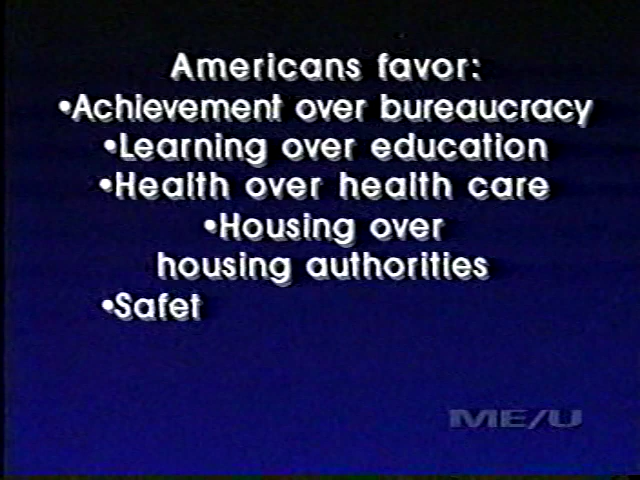 Americans favor:
•Achievement over bureaucracy
•Learning over education
•Health over health care
•Housing over
housing authorities
•Safet
ME/U